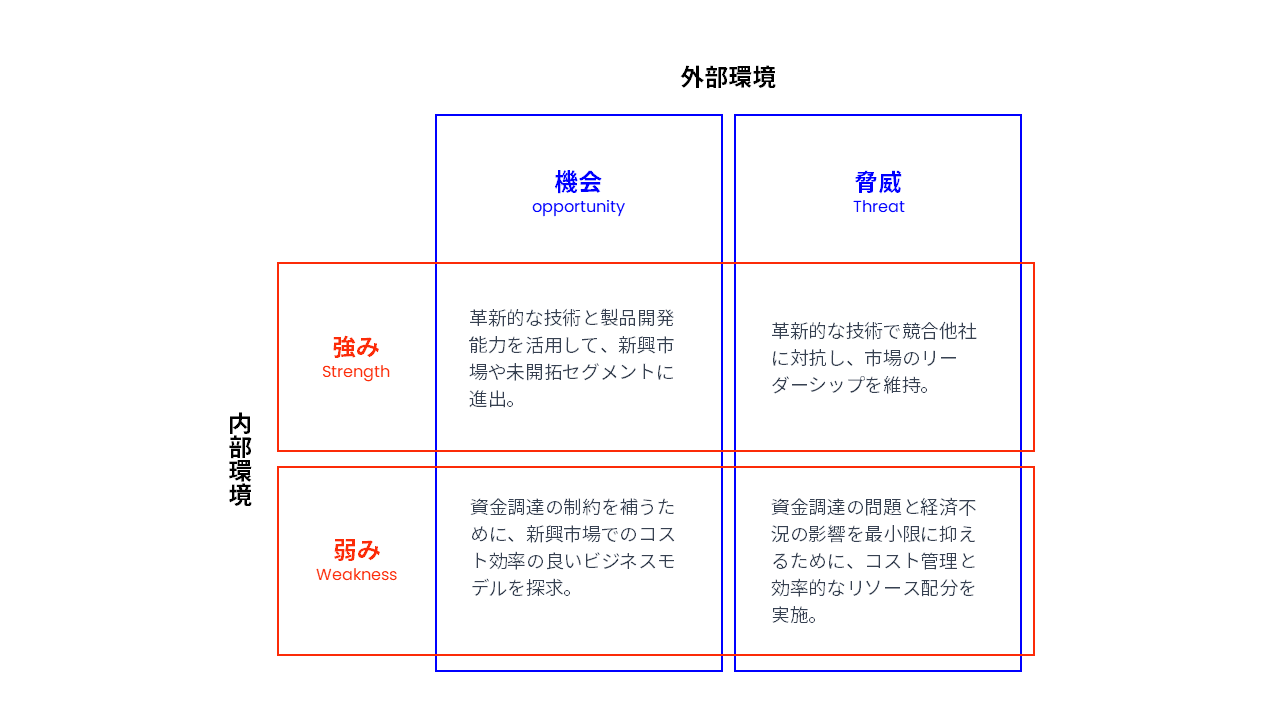 外部環境
機会
opportunity
脅威
Threat
強み
Strength
革新的な技術と製品開発
能力を活用して、新興市
場や未開拓セグメントに
進出。
革新的な技術で競合他社
に対抗し、市場のリー
ダーシップを維持。
内部環境
弱み
Weakness
資金調達の制約を補うた
めに、新興市場でのコス
ト効率の良いビジネスモ
デルを探求。
資金調達の問題と経済不
況の影響を最小限に抑え
るために、コスト管理と
効率的なリソース配分を
実施。